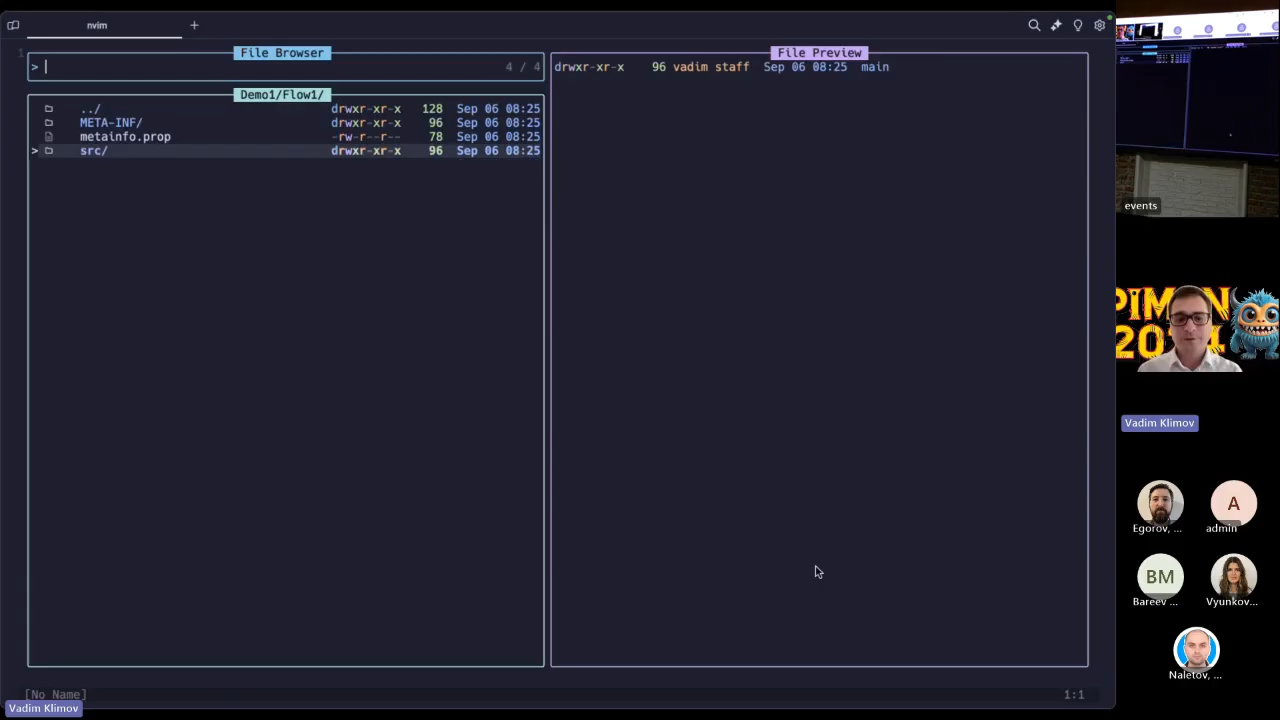 nvim
+
1
File Browser
> 
4 / 4
Demo1/Flow1/
../ drwxr-xr-x 128 Sep 06 08:25
META-INF/ drwxr-xr-x 96 Sep 06 08:25
metainfo.prop -rw-r--r-- 78 Sep 06 08:25
> src/ drwxr-xr-x 96 Sep 06 08:25
File Preview
drwxr-xr-x 96 vadim staff Sep 06 08:25 main
[No Name]
1:1
Vadim Klimov
events
Vadim Klimov
Egorov, ...
A
admin
BM
Bareev ...
Vyunkov...
Naletov, ...